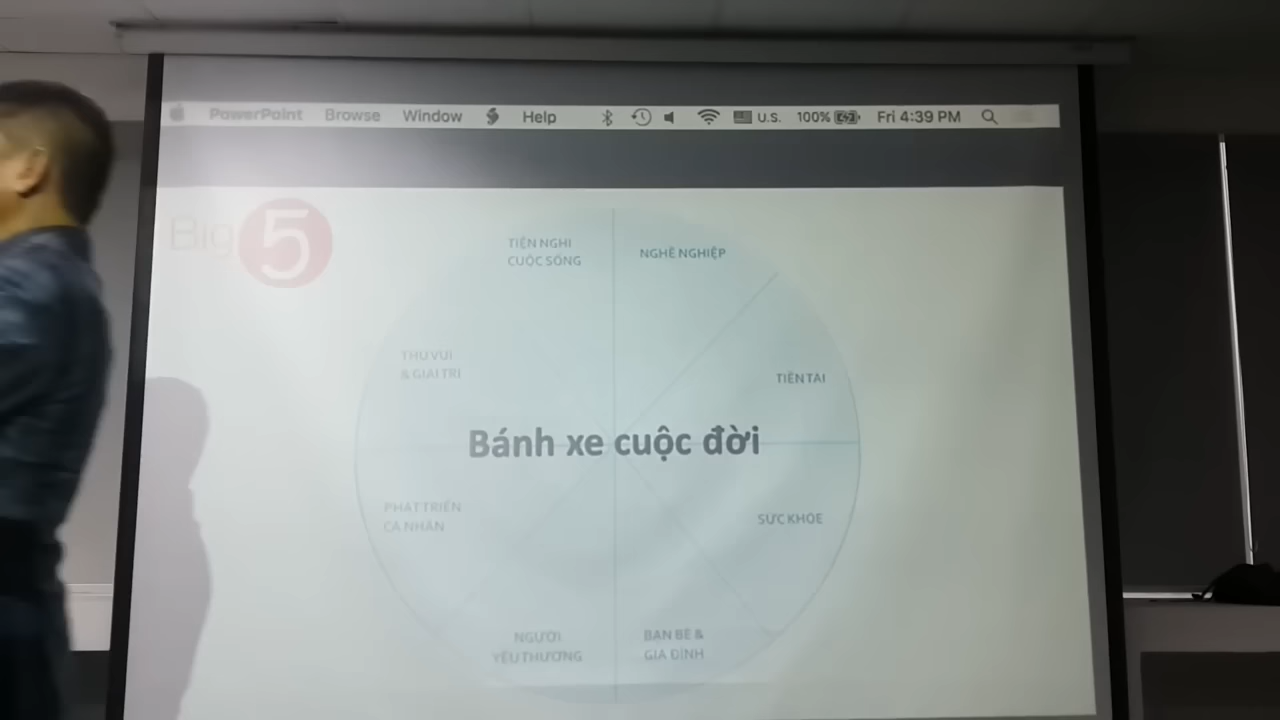 PowerPoint Browse Window Help U.S. 100% Fri 4:39 PM
Big 5
TIỆN NGHI
CUỘC SỐNG
NGHỀ NGHIỆP
THÚ VUI
& GIẢI TRÍ
TIỀN TÀI
Bánh xe cuộc đời
PHÁT TRIỂN
CÁ NHÂN
SỨC KHỎE
NGƯỜI
YÊU THƯƠNG
BẠN BÈ &
GIA ĐÌNH